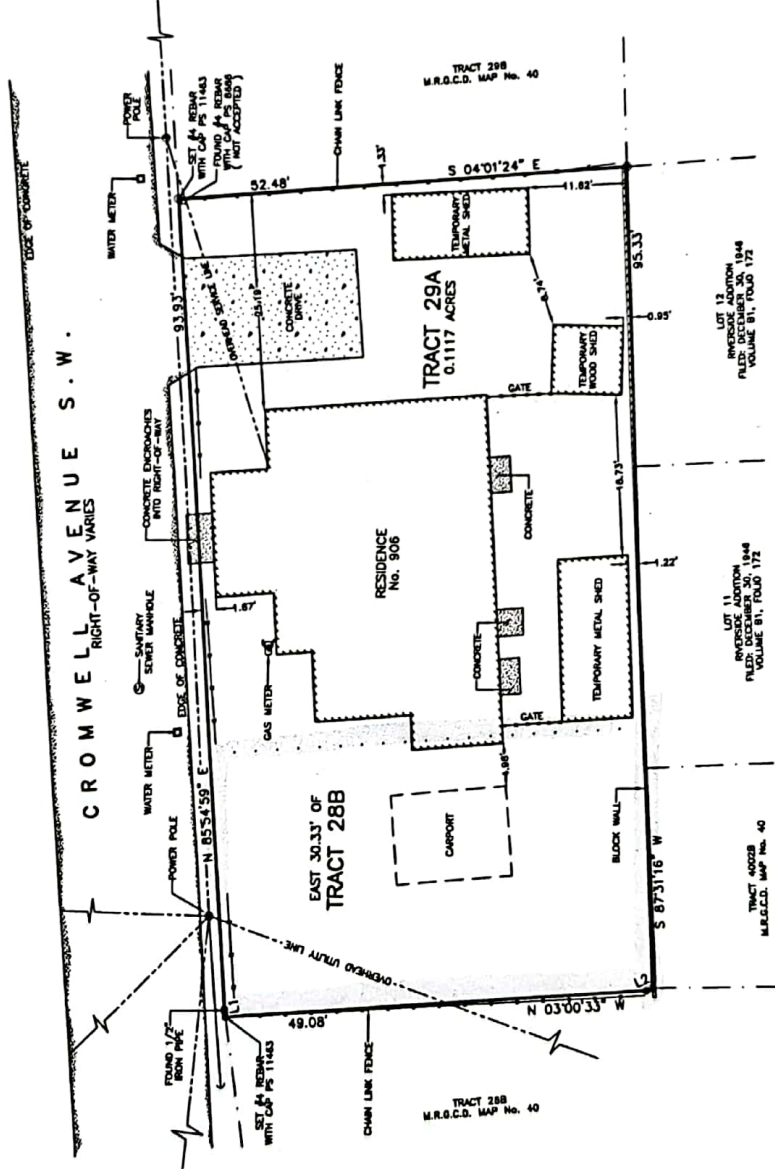 EDGE OF CONCRETE
CROMWELL AVENUE S.W.
RIGHT-OF-WAY VARIES
POWER
POLE
WATER METER
SET #4 REBAR
WITH CAP PS 11463
FOUND #4 REBAR
WITH CAP PS 8686
( NOT ACCEPTED )
TRACT 29B
M.R.G.C.D. MAP No. 40
CHAIN LINK FENCE
1.33'
S 04°01'24" E
52.48'
93.93'
OVERHEAD SERVICE LINE
CONCRETE
DRIVE
25.19'
CONCRETE ENCROACHES
INTO RIGHT-OF-WAY
SANITARY
SEWER MANHOLE
EDGE OF CONCRETE
WATER METER
N 85°54'59" E
POWER POLE
FOUND 1/2"
IRON PIPE
L1
SET #4 REBAR
WITH CAP PS 11463
49.08'
CHAIN LINK FENCE
N 03°00'33" W
L2
TRACT 28B
M.R.G.C.D. MAP No. 40
OVERHEAD UTILITY LINE
EAST 30.33' OF
TRACT 28B
CARPORT
4.98'
GAS METER
1.67'
RESIDENCE
No. 906
TRACT 29A
0.1117 ACRES
TEMPORARY
METAL SHED
11.82'
TEMPORARY
WOOD SHED
0.95'
95.33'
GATE
CONCRETE
18.73'
CONCRETE
TEMPORARY METAL SHED
1.22'
GATE
BLOCK WALL
S 87°31'16" W
LOT 12
RIVERSIDE ADDITION
FILED: DECEMBER 30, 1946
VOLUME B1, FOLIO 172
LOT 11
RIVERSIDE ADDITION
FILED: DECEMBER 30, 1946
VOLUME B1, FOLIO 172
TRACT 4002B
M.R.G.C.D. MAP No. 40